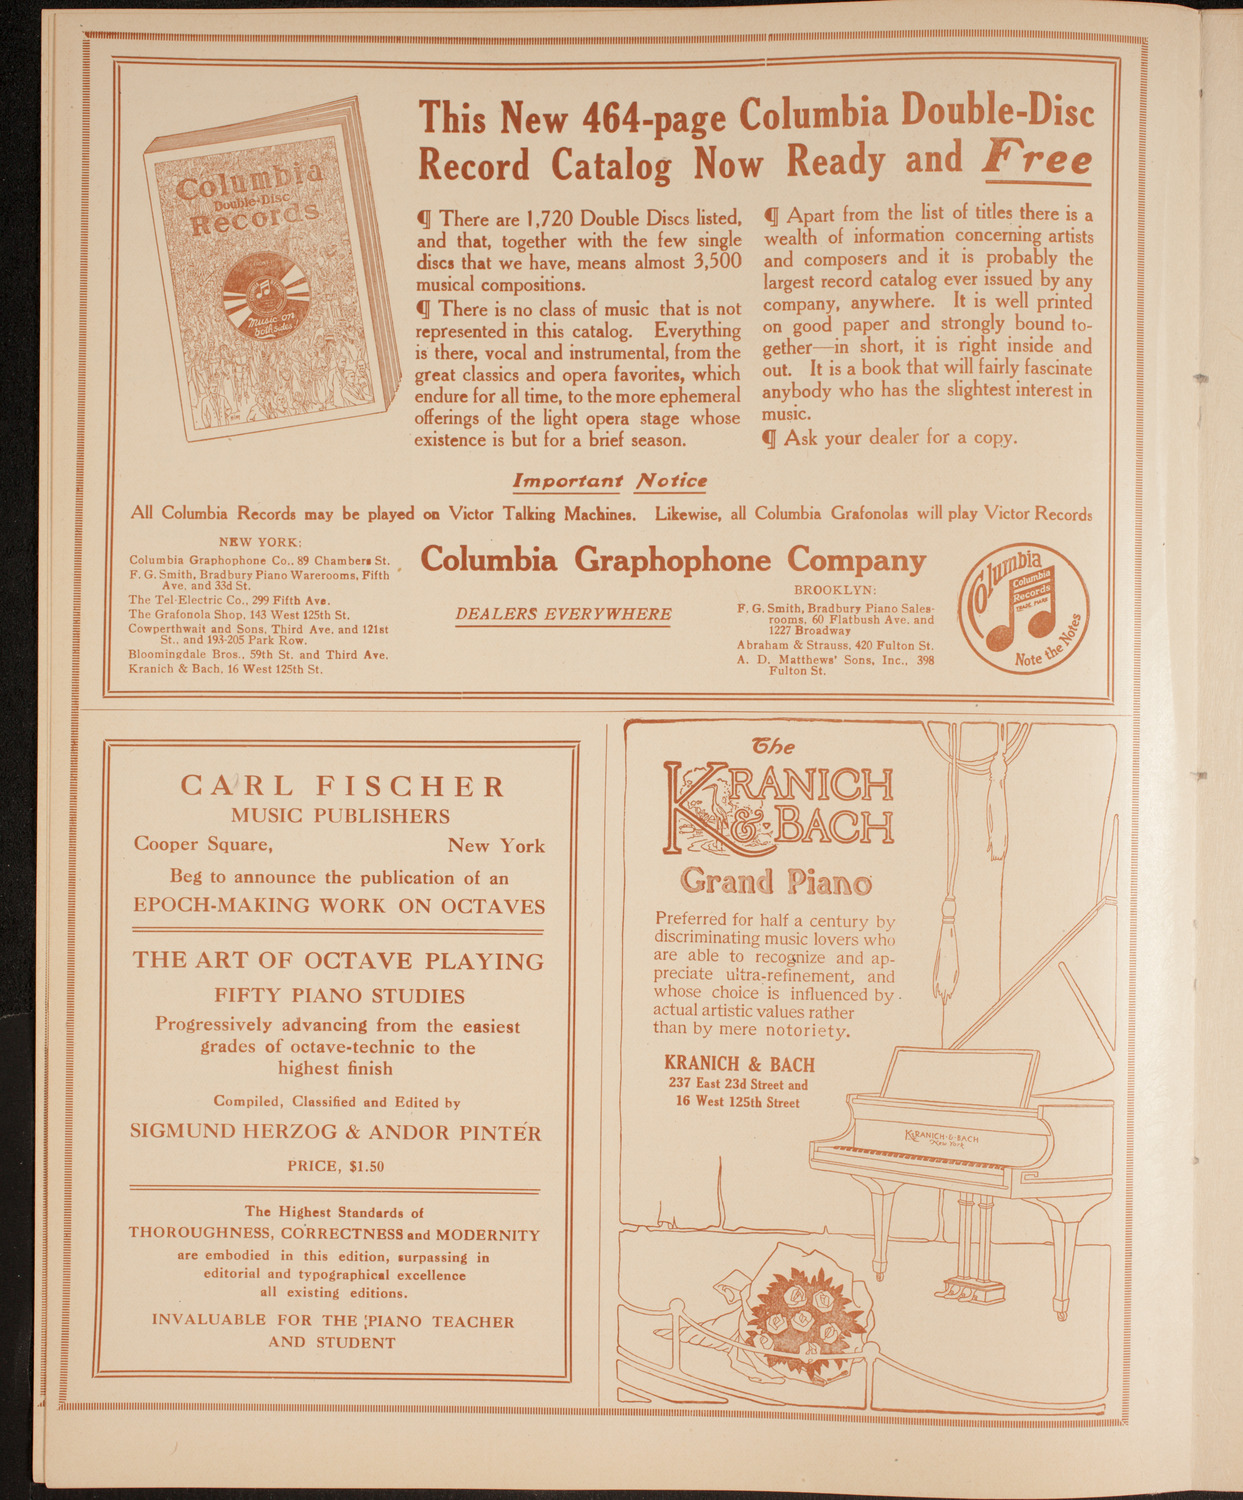 Columbia
Double-Disc
Records
Music on
both sides!
This New 464-page Columbia Double-Disc
Record Catalog Now Ready and Free
¶ There are 1,720 Double Discs listed,
and that, together with the few single
discs that we have, means almost 3,500
musical compositions.
¶ There is no class of music that is not
represented in this catalog. Everything
is there, vocal and instrumental, from the
great classics and opera favorites, which
endure for all time, to the more ephemeral
offerings of the light opera stage whose
existence is but for a brief season.
¶ Apart from the list of titles there is a
wealth of information concerning artists
and composers and it is probably the
largest record catalog ever issued by any
company, anywhere. It is well printed
on good paper and strongly bound to-
gether—in short, it is right inside and
out. It is a book that will fairly fascinate
anybody who has the slightest interest in
music.
¶ Ask your dealer for a copy.
Important Notice
All Columbia Records may be played on Victor Talking Machines. Likewise, all Columbia Grafonolas will play Victor Records
NEW YORK:
Columbia Graphophone Co., 89 Chambers St.
F. G. Smith, Bradbury Piano Warerooms, Fifth
Ave. and 33d St.
The Tel-Electric Co., 299 Fifth Ave.
The Grafonola Shop, 143 West 125th St.
Cowperthwait and Sons, Third Ave. and 121st
St., and 193-205 Park Row.
Bloomingdale Bros., 59th St. and Third Ave.
Kranich & Bach, 16 West 125th St.
Columbia Graphophone Company
DEALERS EVERYWHERE
BROOKLYN:
F. G. Smith, Bradbury Piano Sales-
rooms, 60 Flatbush Ave. and
1227 Broadway
Abraham & Strauss, 420 Fulton St.
A. D. Matthews' Sons, Inc., 398
Fulton St.
Columbia
Columbia
Records
TRADE MARK
Note the Notes
CARL FISCHER
MUSIC PUBLISHERS
Cooper Square, New York
Beg to announce the publication of an
EPOCH-MAKING WORK ON OCTAVES
THE ART OF OCTAVE PLAYING
FIFTY PIANO STUDIES
Progressively advancing from the easiest
grades of octave-technic to the
highest finish
Compiled, Classified and Edited by
SIGMUND HERZOG & ANDOR PINTÉR
PRICE, $1.50
The Highest Standards of
THOROUGHNESS, CORRECTNESS and MODERNITY
are embodied in this edition, surpassing in
editorial and typographical excellence
all existing editions.
INVALUABLE FOR THE PIANO TEACHER
AND STUDENT
The
KRANICH
& BACH
Grand Piano
Preferred for half a century by
discriminating music lovers who
are able to recognize and ap-
preciate ultra-refinement, and
whose choice is influenced by
actual artistic values rather
than by mere notoriety.
KRANICH & BACH
237 East 23d Street and
16 West 125th Street
KRANICH & BACH
New York